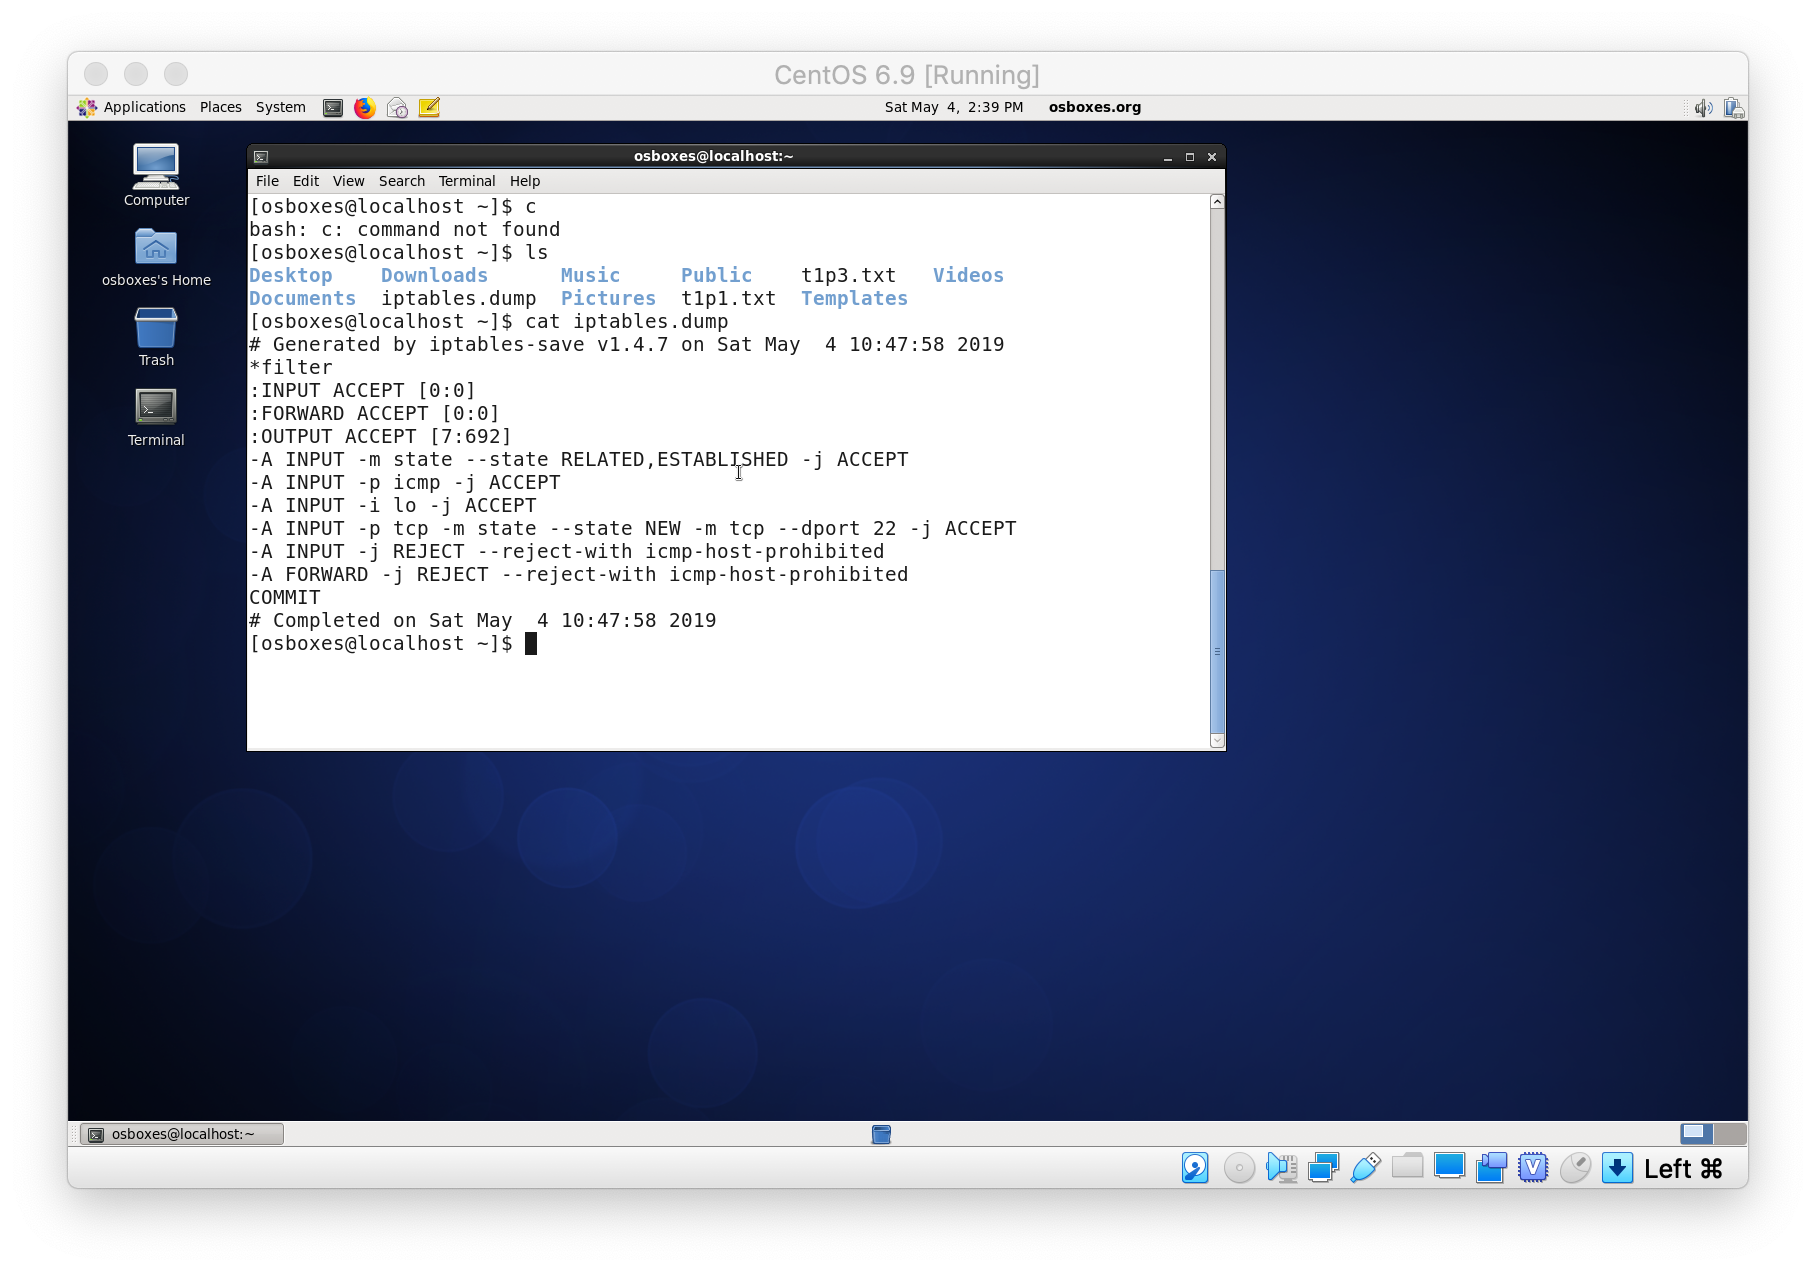 CentOS 6.9 [Running]
Applications Places System Sat May 4, 2:39 PM osboxes.org
Computer
osboxes's Home
Trash
Terminal
osboxes@localhost:~
File Edit View Search Terminal Help
[osboxes@localhost ~]$ c
bash: c: command not found
[osboxes@localhost ~]$ ls
Desktop    Downloads      Music     Public    t1p3.txt   Videos
Documents  iptables.dump  Pictures  t1p1.txt  Templates
[osboxes@localhost ~]$ cat iptables.dump
# Generated by iptables-save v1.4.7 on Sat May  4 10:47:58 2019
*filter
:INPUT ACCEPT [0:0]
:FORWARD ACCEPT [0:0]
:OUTPUT ACCEPT [7:692]
-A INPUT -m state --state RELATED,ESTABLISHED -j ACCEPT
-A INPUT -p icmp -j ACCEPT
-A INPUT -i lo -j ACCEPT
-A INPUT -p tcp -m state --state NEW -m tcp --dport 22 -j ACCEPT
-A INPUT -j REJECT --reject-with icmp-host-prohibited
-A FORWARD -j REJECT --reject-with icmp-host-prohibited
COMMIT
# Completed on Sat May  4 10:47:58 2019
[osboxes@localhost ~]$
osboxes@localhost:~
Left ⌘